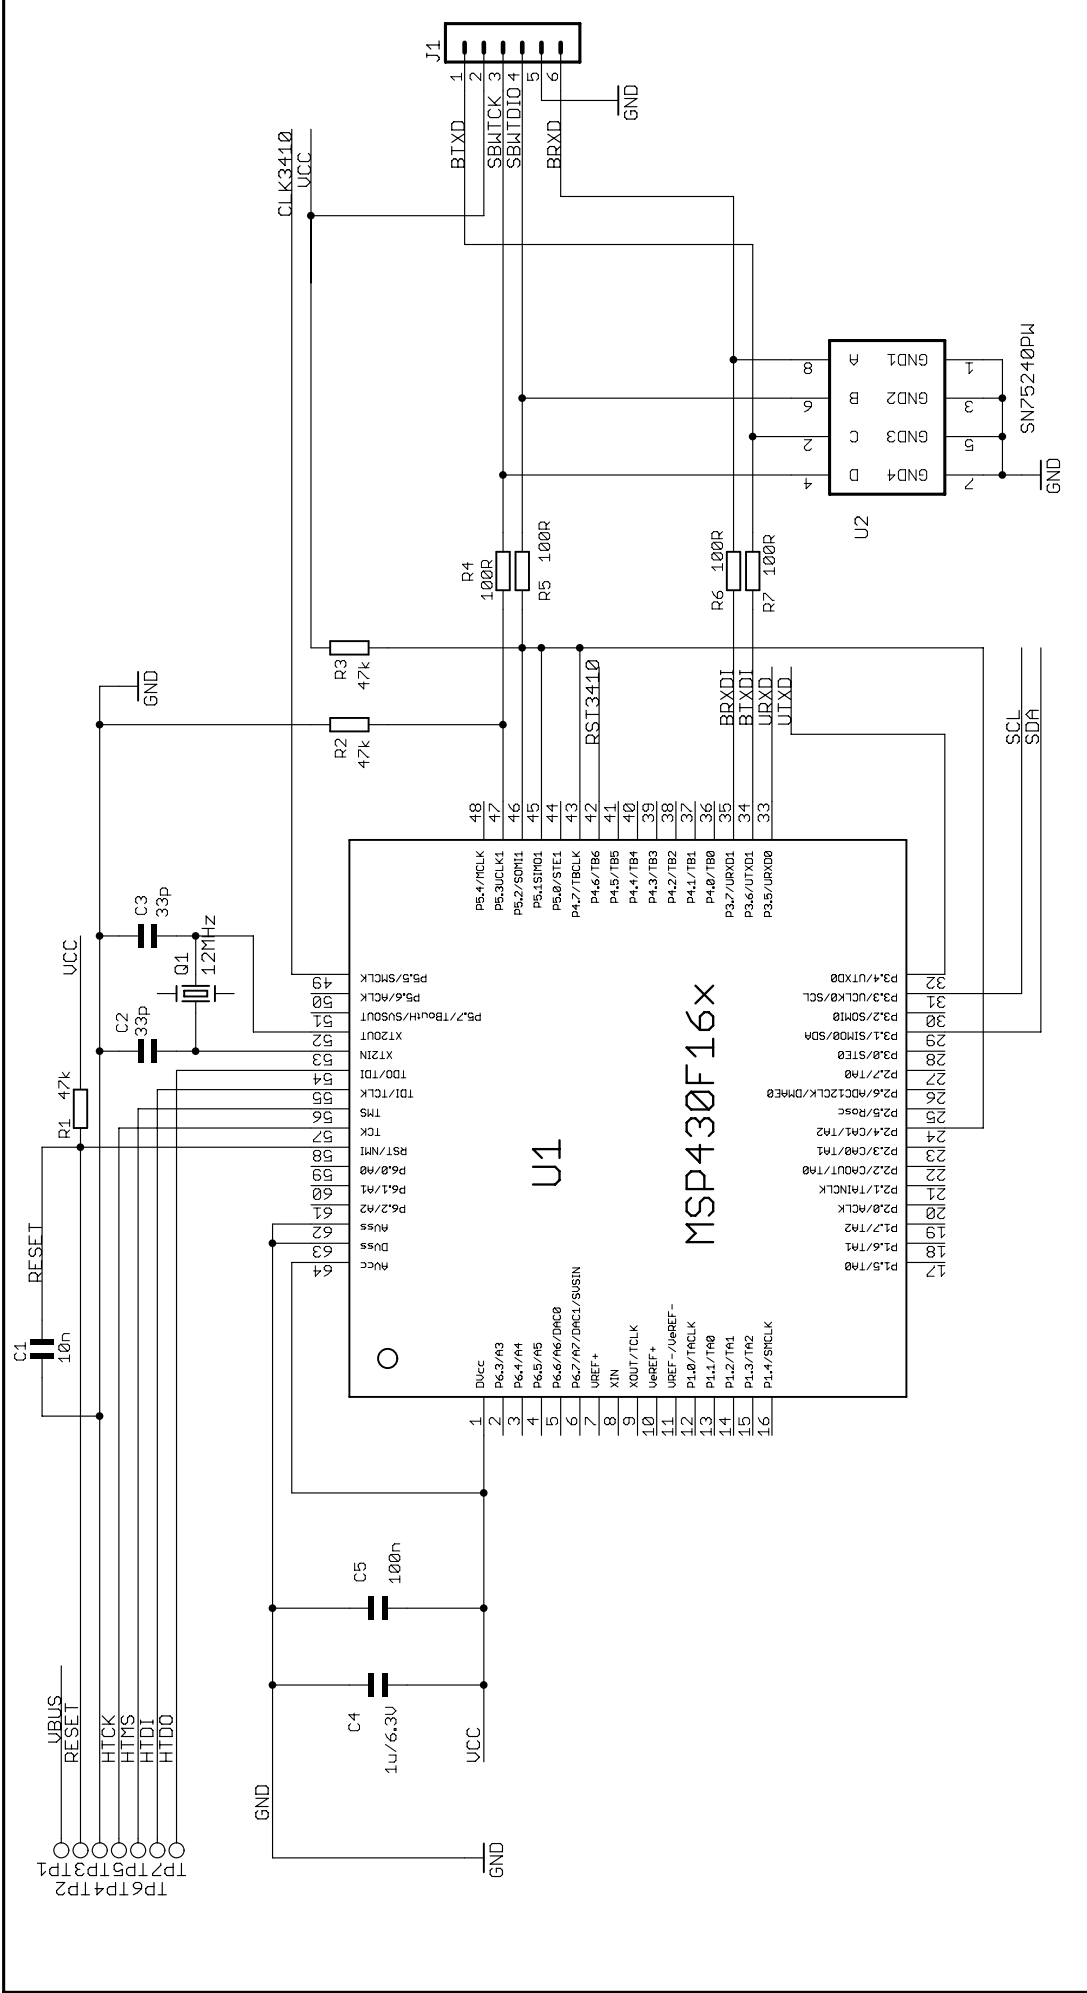 J1
1
2
3
4
5
6
BTXD
SBWTCK
SBWTDIO
BRXD
GND
CLK3410
VCC
SN75240PW
U2
8 A GND1 1
6 B GND2 3
2 C GND3 5
4 D GND4 7
GND
R4
100R
R5
100R
R6
100R
R7
100R
R3
47k
R2
47k
GND
RST3410
BRXDI
BTXDI
URXD
UTXD
SCL
SDA
C3
33p
Q1
12MHz
C2
33p
VCC
R1
47k
RESET
C1
10n
U1
MSP430F16x
48 P5.4/MCLK
47 P5.3UCLK1
46 P5.2/SOMI1
45 P5.1SIMO1
44 P5.0/STE1
43 P4.7/TBCLK
42 P4.6/TB6
41 P4.5/TB5
40 P4.4/TB4
39 P4.3/TB3
38 P4.2/TB2
37 P4.1/TB1
36 P4.0/TB0
35 P3.7/URXD1
34 P3.6/UTXD1
33 P3.5/URXD0
49 P5.5/SMCLK
50 P5.6/ACLK
51 P5.7/TBoutH/SVSOUT
52 XT2OUT
53 XT2IN
54 TDO/TDI
55 TDI/TCLK
56 TMS
57 TCK
58 RST/NMI
59 P6.0/A0
60 P6.1/A1
61 P6.2/A2
62 AVss
63 DVss
64 AVcc
32 P3.4/UTXD0
31 P3.3/UCLK0/SCL
30 P3.2/SOMI0
29 P3.1/SIMO0/SDA
28 P3.0/STE0
27 P2.7/TA0
26 P2.6/ADC12CLK/DMAE0
25 P2.5/Rosc
24 P2.4/CA1/TA2
23 P2.3/CA0/TA1
22 P2.2/CAOUT/TA0
21 P2.1/TAINCLK
20 P2.0/ACLK
19 P1.7/TA2
18 P1.6/TA1
17 P1.5/TA0
1 DVcc
2 P6.3/A3
3 P6.4/A4
4 P6.5/A5
5 P6.6/A6/DAC0
6 P6.7/A7/DAC1/SVSIN
7 VREF+
8 XIN
9 XOUT/TCLK
10 VeREF+
11 VREF-/VeREF-
12 P1.0/TACLK
13 P1.1/TA0
14 P1.2/TA1
15 P1.3/TA2
16 P1.4/SMCLK
C5
100n
C4
1u/6.3V
VCC
GND
GND
VBUS
RESET
HTCK
HTMS
HTDI
HTDO
TP7TP5TP3TP1
TP6TP4TP2